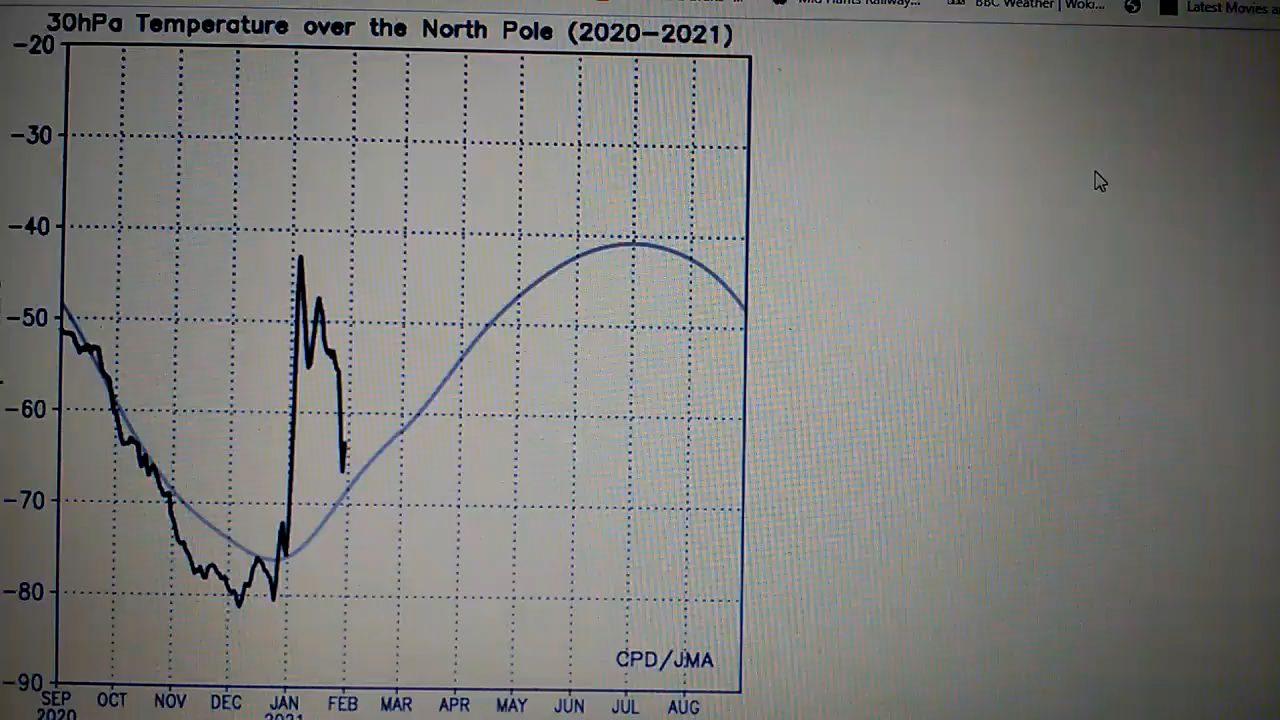 BBC Weather | Woki...
Latest Movies a
30hPa Temperature over the North Pole (2020-2021)
-20
-30
-40
-50
-60
-70
-80
-90
CPD/JMA
SEP OCT NOV DEC JAN FEB MAR APR MAY JUN JUL AUG
2020 2021